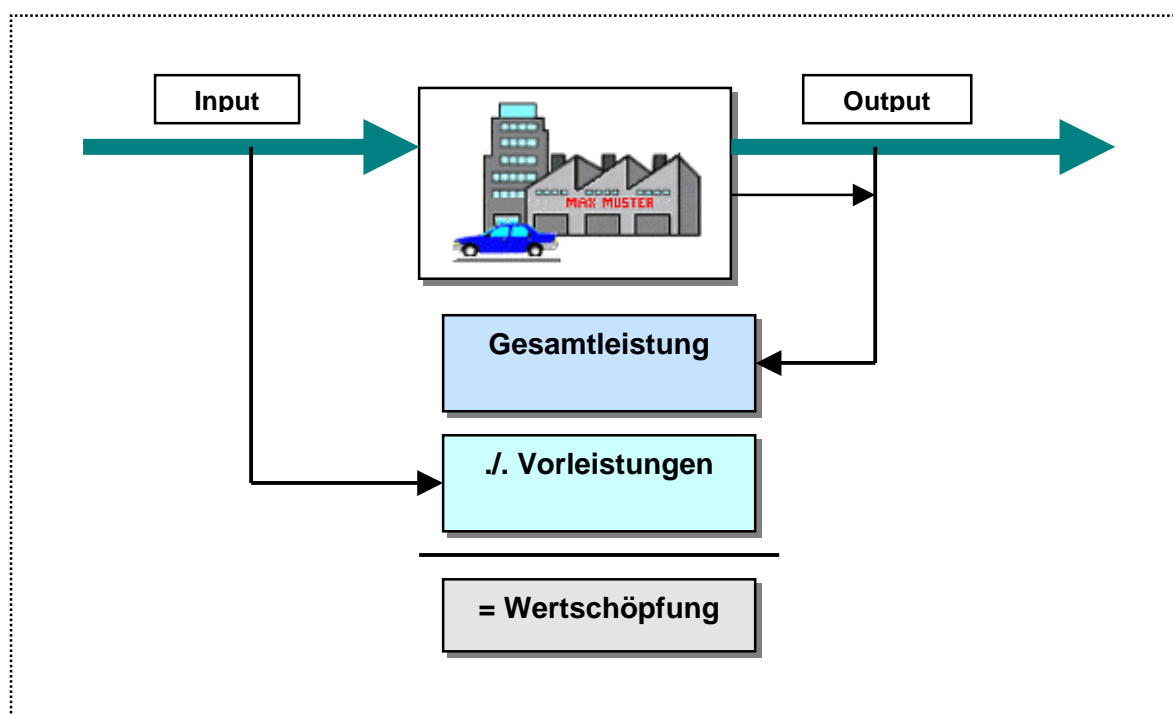 Input
Output
MAX MUSTER
Gesamtleistung
./. Vorleistungen
= Wertschöpfung